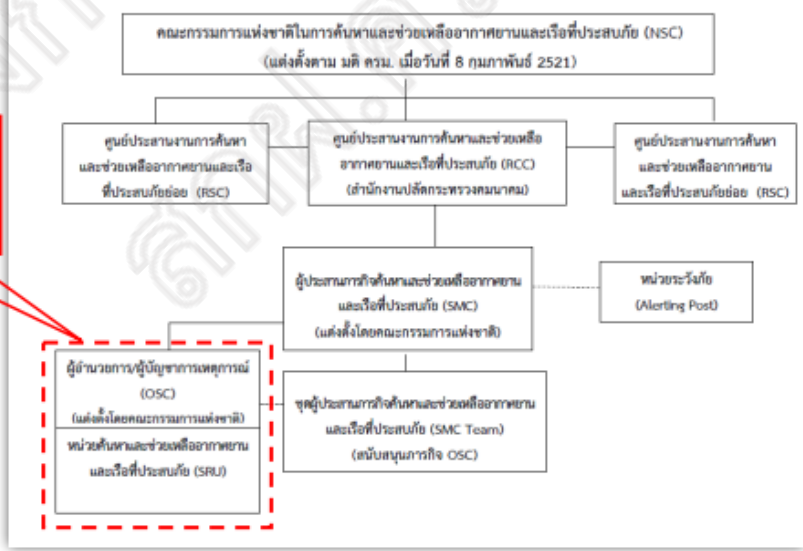 คณะกรรมการแห่งชาติในการค้นหาและช่วยเหลืออากาศยานและเรือที่ประสบภัย (NSC)
(แต่งตั้งตาม มติ ครม. เมื่อวันที่ 8 กุมภาพันธ์ 2521)
ศูนย์ประสานงานการค้นหา
และช่วยเหลืออากาศยานและเรือ
ที่ประสบภัยย่อย (RSC)
ศูนย์ประสานงานการค้นหาและช่วยเหลือ
อากาศยานและเรือที่ประสบภัย (RCC)
(สำนักงานปลัดกระทรวงคมนาคม)
ศูนย์ประสานงานการค้นหา
และช่วยเหลืออากาศยาน
และเรือที่ประสบภัยย่อย (RSC)
ผู้ประสานภารกิจค้นหาและช่วยเหลืออากาศยาน
และเรือที่ประสบภัย (SMC)
(แต่งตั้งโดยคณะกรรมการแห่งชาติ)
หน่วยระวังภัย
(Alerting Post)
ผู้อำนวยการ/ผู้บัญชาการเหตุการณ์
(OSC)
(แต่งตั้งโดยคณะกรรมการแห่งชาติ)
หน่วยค้นหาและช่วยเหลืออากาศยาน
และเรือที่ประสบภัย (SRU)
ชุดผู้ประสานภารกิจค้นหาและช่วยเหลืออากาศยาน
และเรือที่ประสบภัย (SMC Team)
(สนับสนุนภารกิจ OSC)